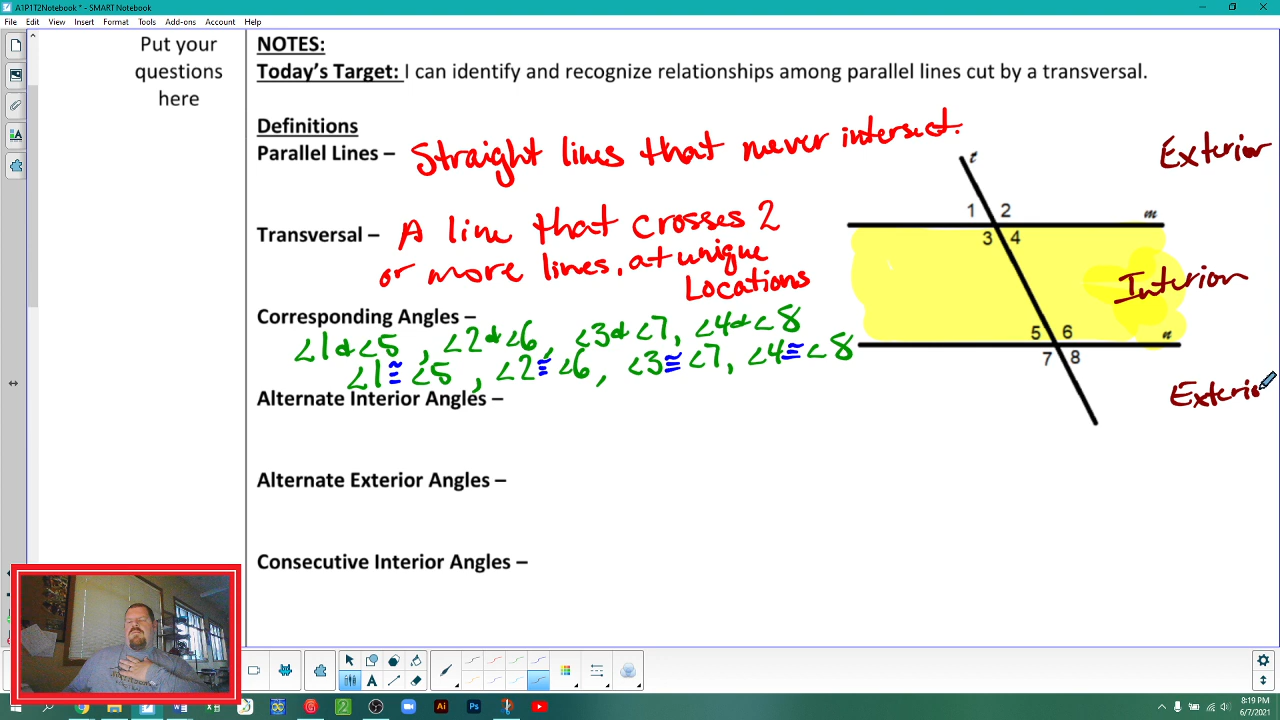 A1P1T2Notebook * - SMART Notebook
File Edit View Insert Format Tools Add-ons Account Help
Put your
questions
here
NOTES:
Today's Target: I can identify and recognize relationships among parallel lines cut by a transversal.
Definitions
Parallel Lines – Straight lines that never intersect.
Transversal – A line that crosses 2
or more lines, at unique
Locations
Corresponding Angles –
∠1 & ∠5, ∠2 & ∠6, ∠3 & ∠7, ∠4 & ∠8
∠1 ≅ ∠5, ∠2 ≅ ∠6, ∠3 ≅ ∠7, ∠4 ≅ ∠8
Alternate Interior Angles –
Alternate Exterior Angles –
Consecutive Interior Angles –
Exterior
t
1 2 m
3 4
Interior
5 6 n
7 8
Exterio
8:19 PM
6/7/2021